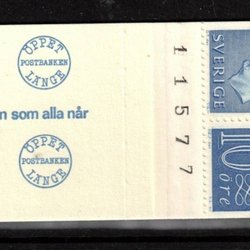 ÖPPET
POSTBANKEN
LÄNGE
n som alla når
ÖPPET
POSTBANKEN
LÄNGE
11577
SVERIGE
10
öre